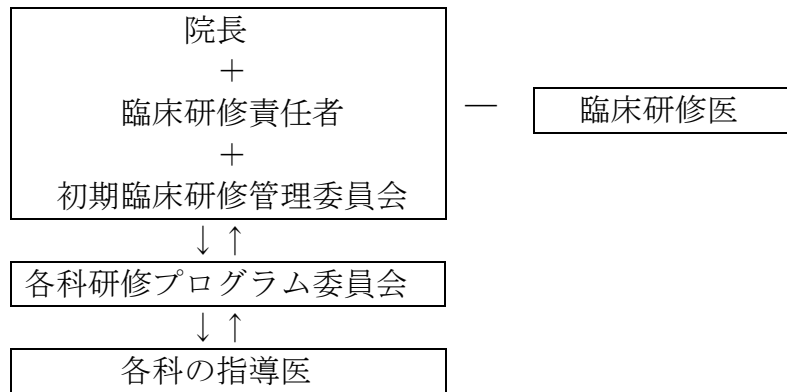 院長
＋
臨床研修責任者
＋
初期臨床研修管理委員会
― 臨床研修医
↓ ↑
各科研修プログラム委員会
↓ ↑
各科の指導医